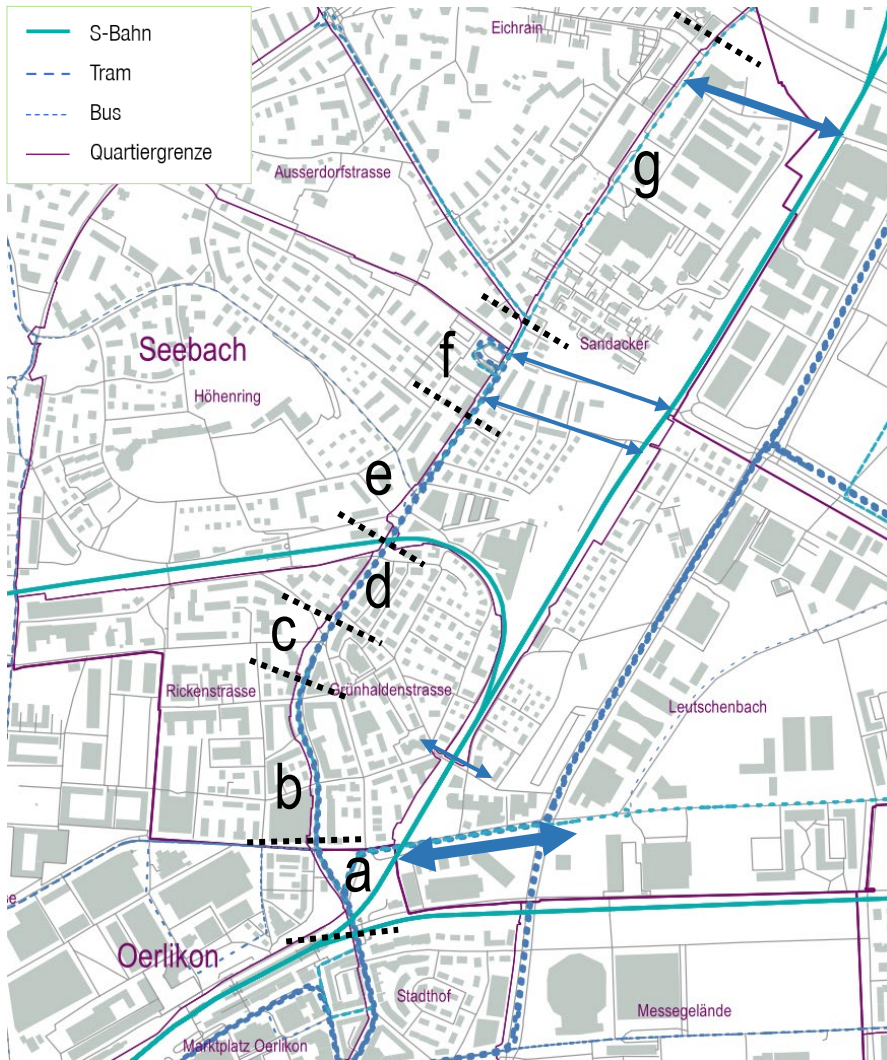 S-Bahn
Tram
Bus
Quartiergrenze
Eichrain
Ausserdorfstrasse
g
Sandacker
f
Seebach
Höhenring
e
d
c
Rickenstrasse
Grünhaldenstrasse
Leutschenbach
b
a
e
Oerlikon
Stadthof
Messegelände
Marktplatz Oerlikon